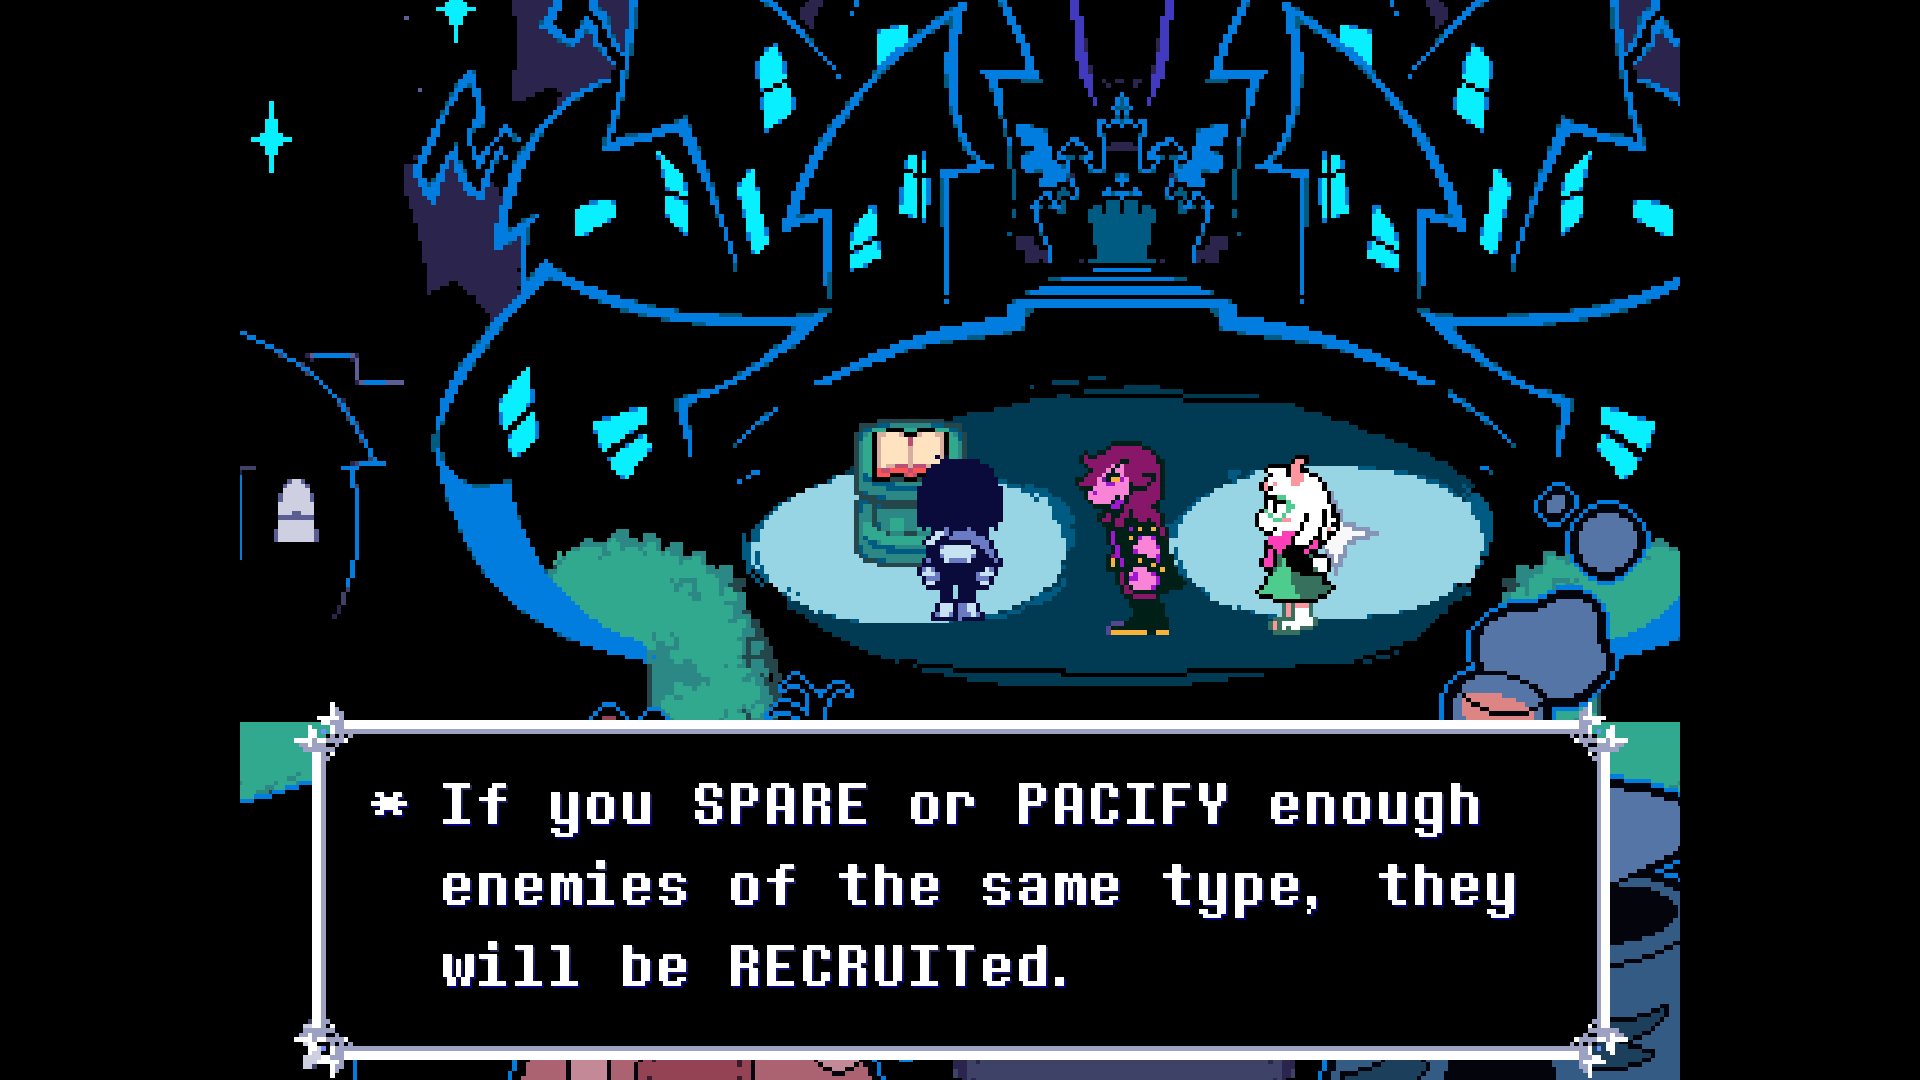 * If you SPARE or PACIFY enough
enemies of the same type, they
will be RECRUITed.